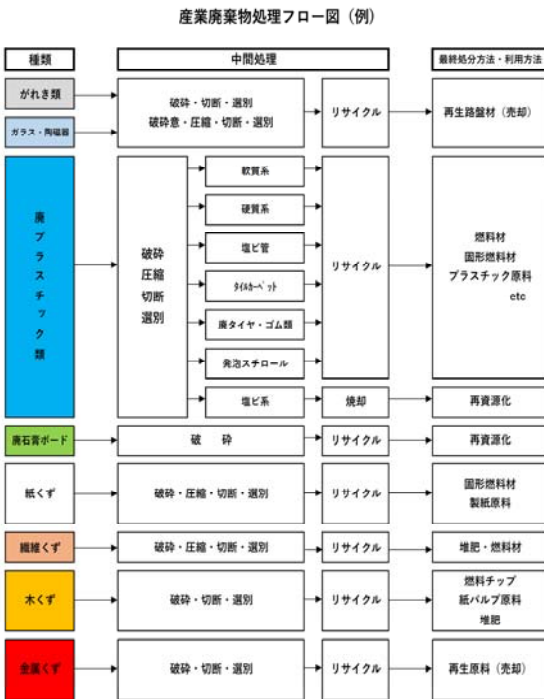 産業廃棄物処理フロー図（例）
種類
中間処理
最終処分方法・利用方法
がれき類
ガラス・陶磁器
破砕・切断・選別
破砕意・圧縮・切断・選別
リサイクル
再生路盤材（売却）
廃プラスチック類
破砕
圧縮
切断
選別
軟質系
硬質系
塩ビ管
ﾀｲﾙｶｰﾍﾟｯﾄ
廃タイヤ・ゴム類
発泡スチロール
リサイクル
燃料材
固形燃料材
プラスチック原料
etc
塩ビ系
焼却
再資源化
廃石膏ボード
破　砕
リサイクル
再資源化
紙くず
破砕・圧縮・切断・選別
リサイクル
固形燃料材
製紙原料
繊維くず
破砕・圧縮・切断・選別
リサイクル
堆肥・燃料材
木くず
破砕・切断・選別
リサイクル
燃料チップ
紙パルプ原料
堆肥
金属くず
破砕・切断・選別
リサイクル
再生原料（売却）